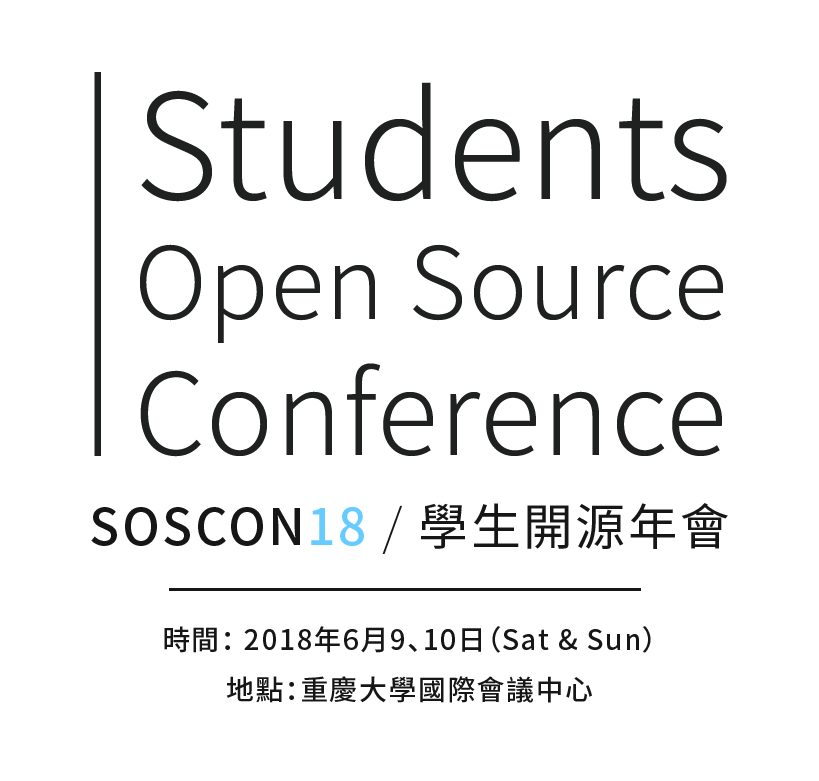 Students
Open Source
Conference
SOSCON18 / 學生開源年會
時間：2018年6月9、10日（Sat & Sun）
地點：重慶大學國際會議中心